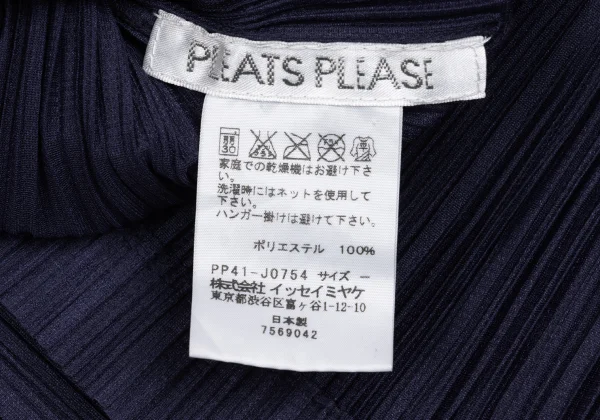 PLEATS PLEASE
家庭での乾燥機はお避け下さ
い。
洗濯時にはネットを使用して
下さい。
ハンガー掛けは避けて下さい。
ポリエステル 100%
PP41-J0754 サイズ ー
株式会社 イッセイミヤケ
東京都渋谷区富ヶ谷1-12-10
日本製
7569042